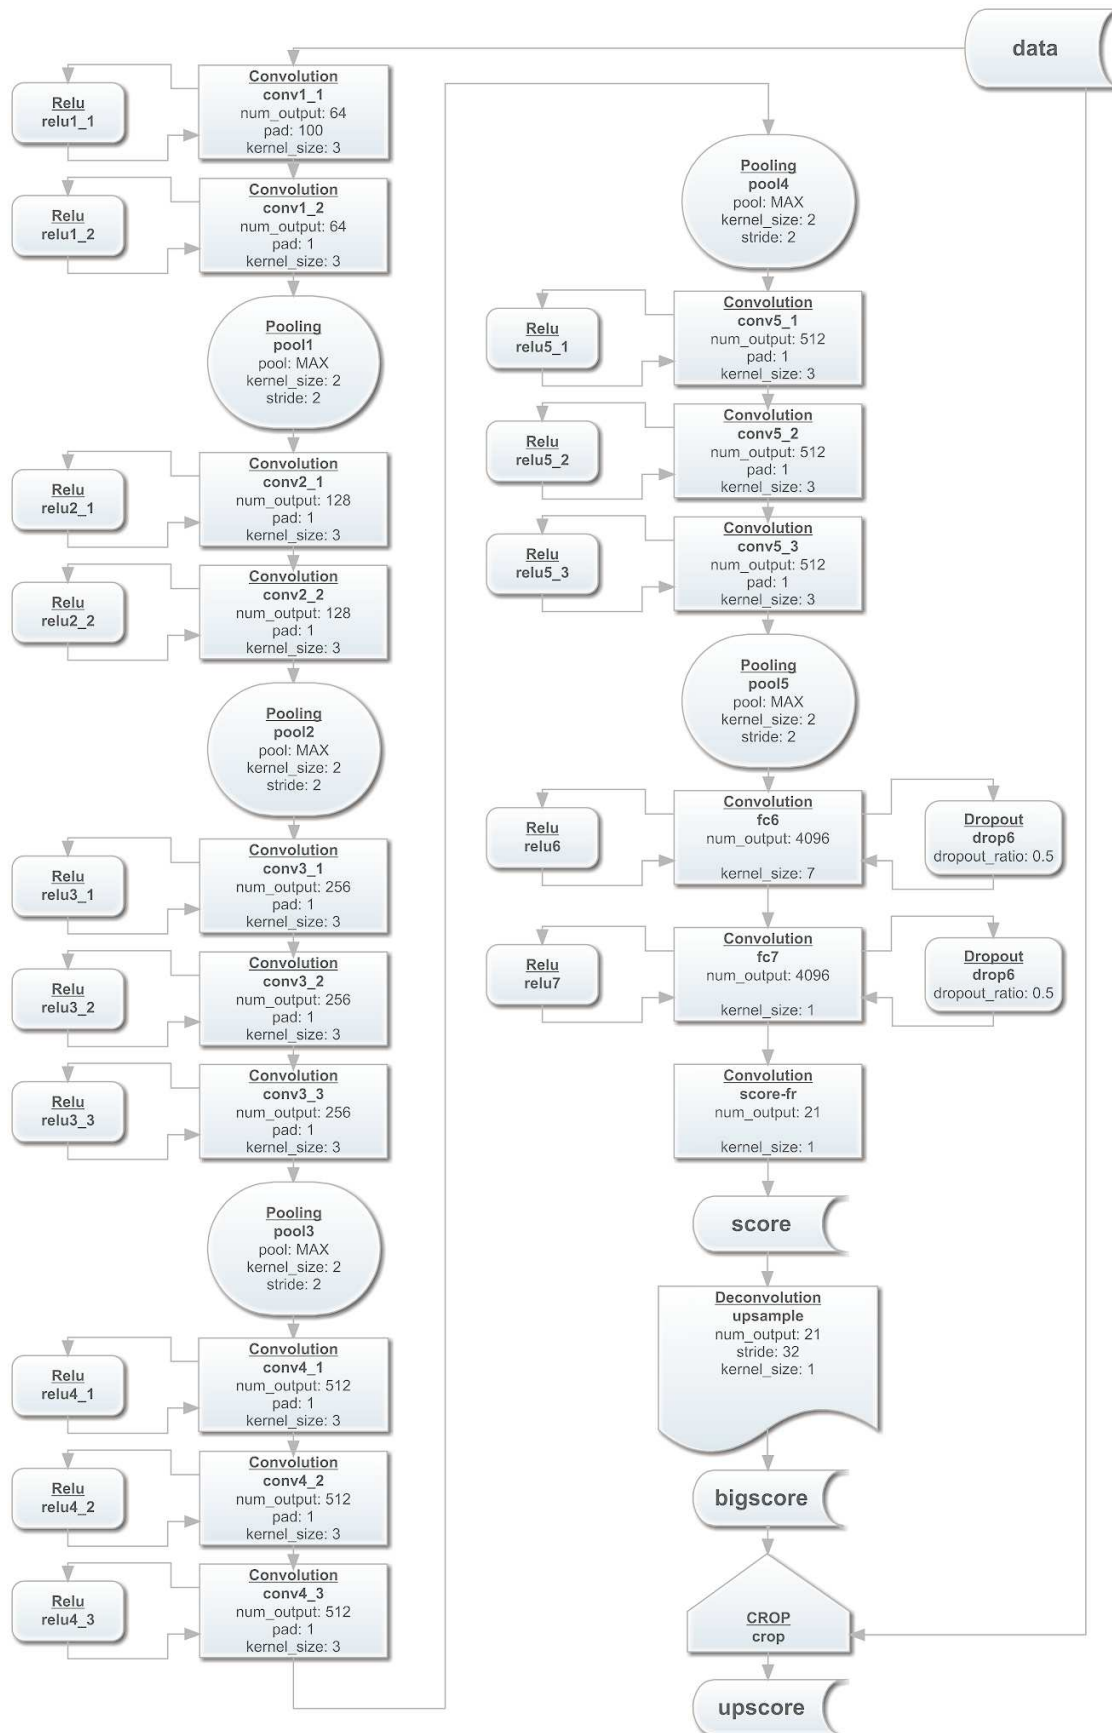 data
Convolution
conv1_1
num_output: 64
pad: 100
kernel_size: 3
Relu
relu1_1
Convolution
conv1_2
num_output: 64
pad: 1
kernel_size: 3
Relu
relu1_2
Pooling
pool1
pool: MAX
kernel_size: 2
stride: 2
Convolution
conv2_1
num_output: 128
pad: 1
kernel_size: 3
Relu
relu2_1
Convolution
conv2_2
num_output: 128
pad: 1
kernel_size: 3
Relu
relu2_2
Pooling
pool2
pool: MAX
kernel_size: 2
stride: 2
Convolution
conv3_1
num_output: 256
pad: 1
kernel_size: 3
Relu
relu3_1
Convolution
conv3_2
num_output: 256
pad: 1
kernel_size: 3
Relu
relu3_2
Convolution
conv3_3
num_output: 256
pad: 1
kernel_size: 3
Relu
relu3_3
Pooling
pool3
pool: MAX
kernel_size: 2
stride: 2
Convolution
conv4_1
num_output: 512
pad: 1
kernel_size: 3
Relu
relu4_1
Convolution
conv4_2
num_output: 512
pad: 1
kernel_size: 3
Relu
relu4_2
Convolution
conv4_3
num_output: 512
pad: 1
kernel_size: 3
Relu
relu4_3
Pooling
pool4
pool: MAX
kernel_size: 2
stride: 2
Convolution
conv5_1
num_output: 512
pad: 1
kernel_size: 3
Relu
relu5_1
Convolution
conv5_2
num_output: 512
pad: 1
kernel_size: 3
Relu
relu5_2
Convolution
conv5_3
num_output: 512
pad: 1
kernel_size: 3
Relu
relu5_3
Pooling
pool5
pool: MAX
kernel_size: 2
stride: 2
Convolution
fc6
num_output: 4096
kernel_size: 7
Relu
relu6
Dropout
drop6
dropout_ratio: 0.5
Convolution
fc7
num_output: 4096
kernel_size: 1
Relu
relu7
Dropout
drop6
dropout_ratio: 0.5
Convolution
score-fr
num_output: 21
kernel_size: 1
score
Deconvolution
upsample
num_output: 21
stride: 32
kernel_size: 1
bigscore
CROP
crop
upscore